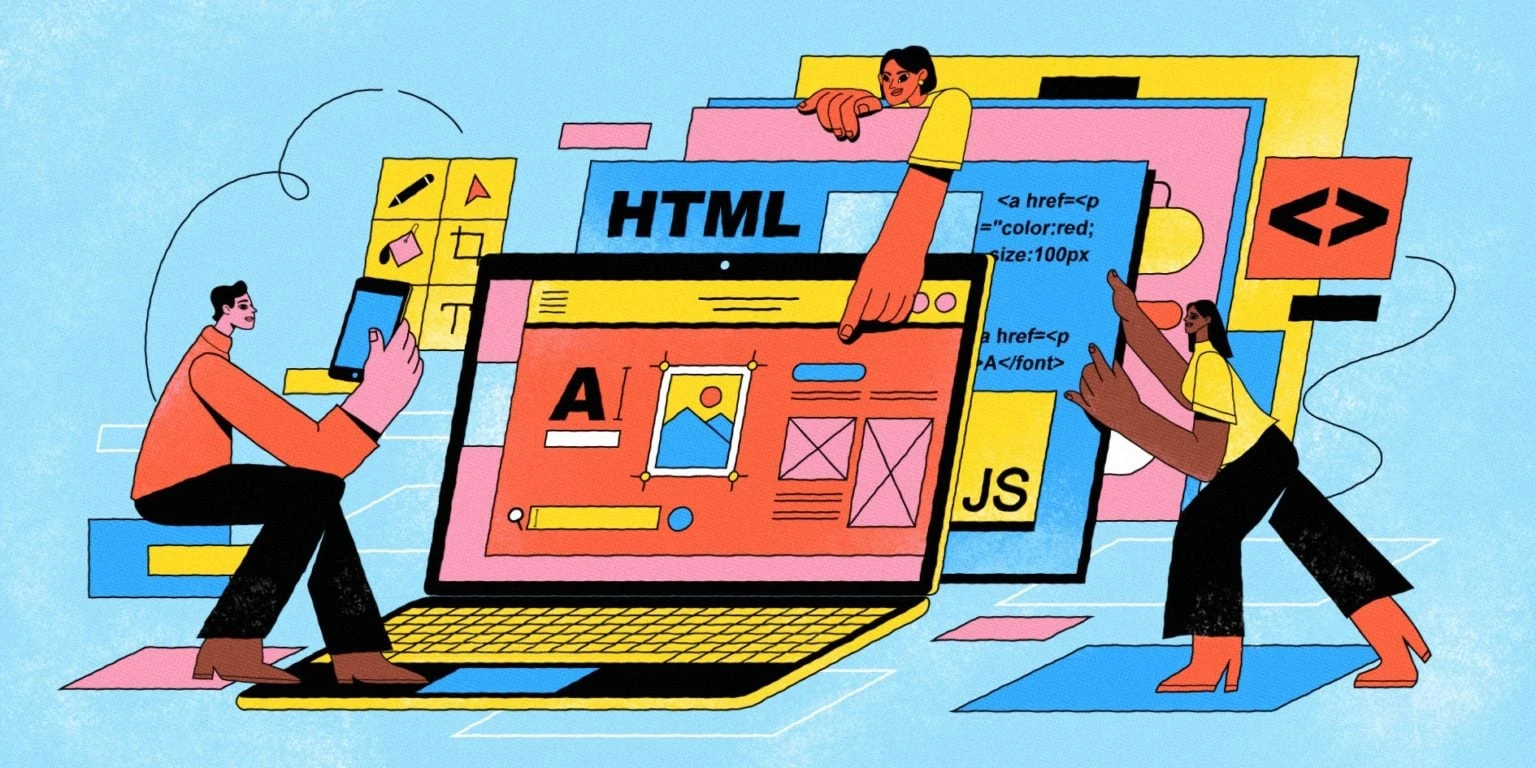 HTML
<a href=<p
="color:red;
size:100px
a href=<p
>A</font>
A
JS
<>